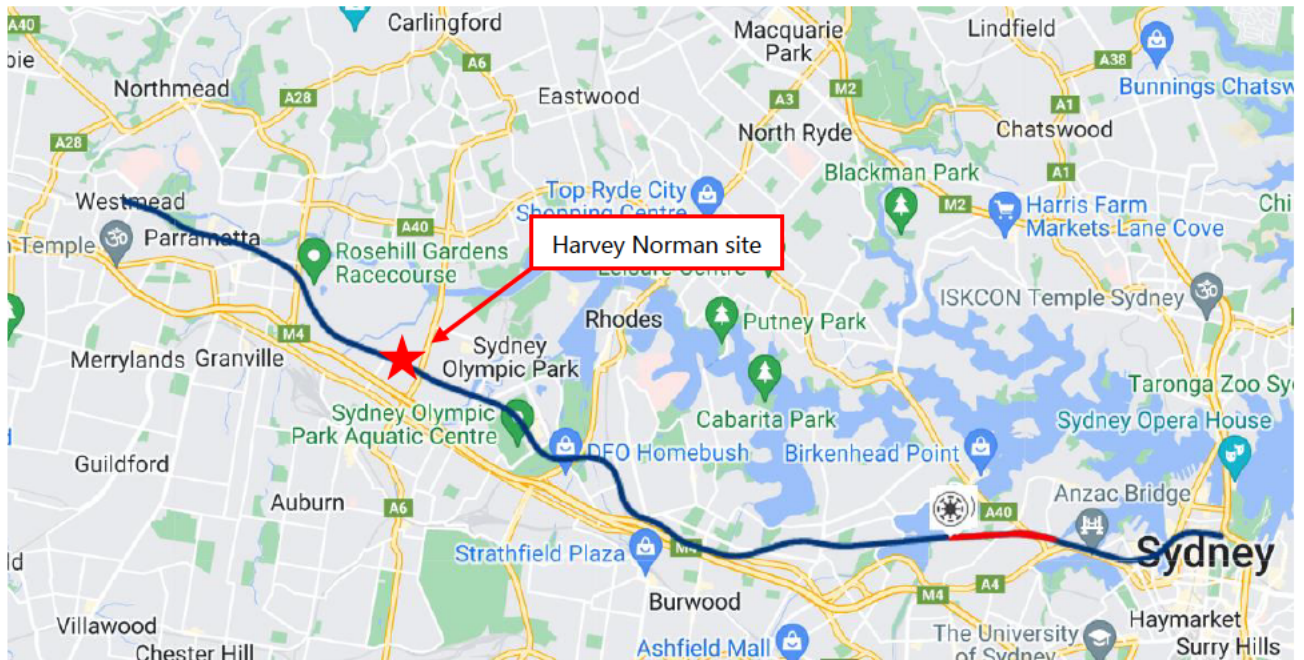 A40
Carlingford
Macquarie
Park
Lindfield
bie
A6
A38
Bunnings Chatsw
Northmead
A28
Eastwood
A3
M2
A1
North Ryde
Chatswood
A28
Blackman Park
A1
Westmead
Top Ryde City
Shopping Centre
M2
Harris Farm
Markets Lane Cove
Chi
n Temple
Parramatta
A40
Rosehill Gardens
Racecourse
Harvey Norman site
Leisure Centre
ISKCON Temple Sydney
M4
Rhodes
Putney Park
Merrylands
Granville
Sydney
Olympic Park
Taronga Zoo Sy
Sydney Olympic
Park Aquatic Centre
Cabarita Park
Sydney Opera House
Guildford
DFO Homebush
Birkenhead Point
Auburn
A6
A40
Anzac Bridge
Strathfield Plaza
M4
Sydney
A4
M4
Burwood
Haymarket
Villawood
Chester Hill
Ashfield Mall
The University
of Sydney
Surry Hills